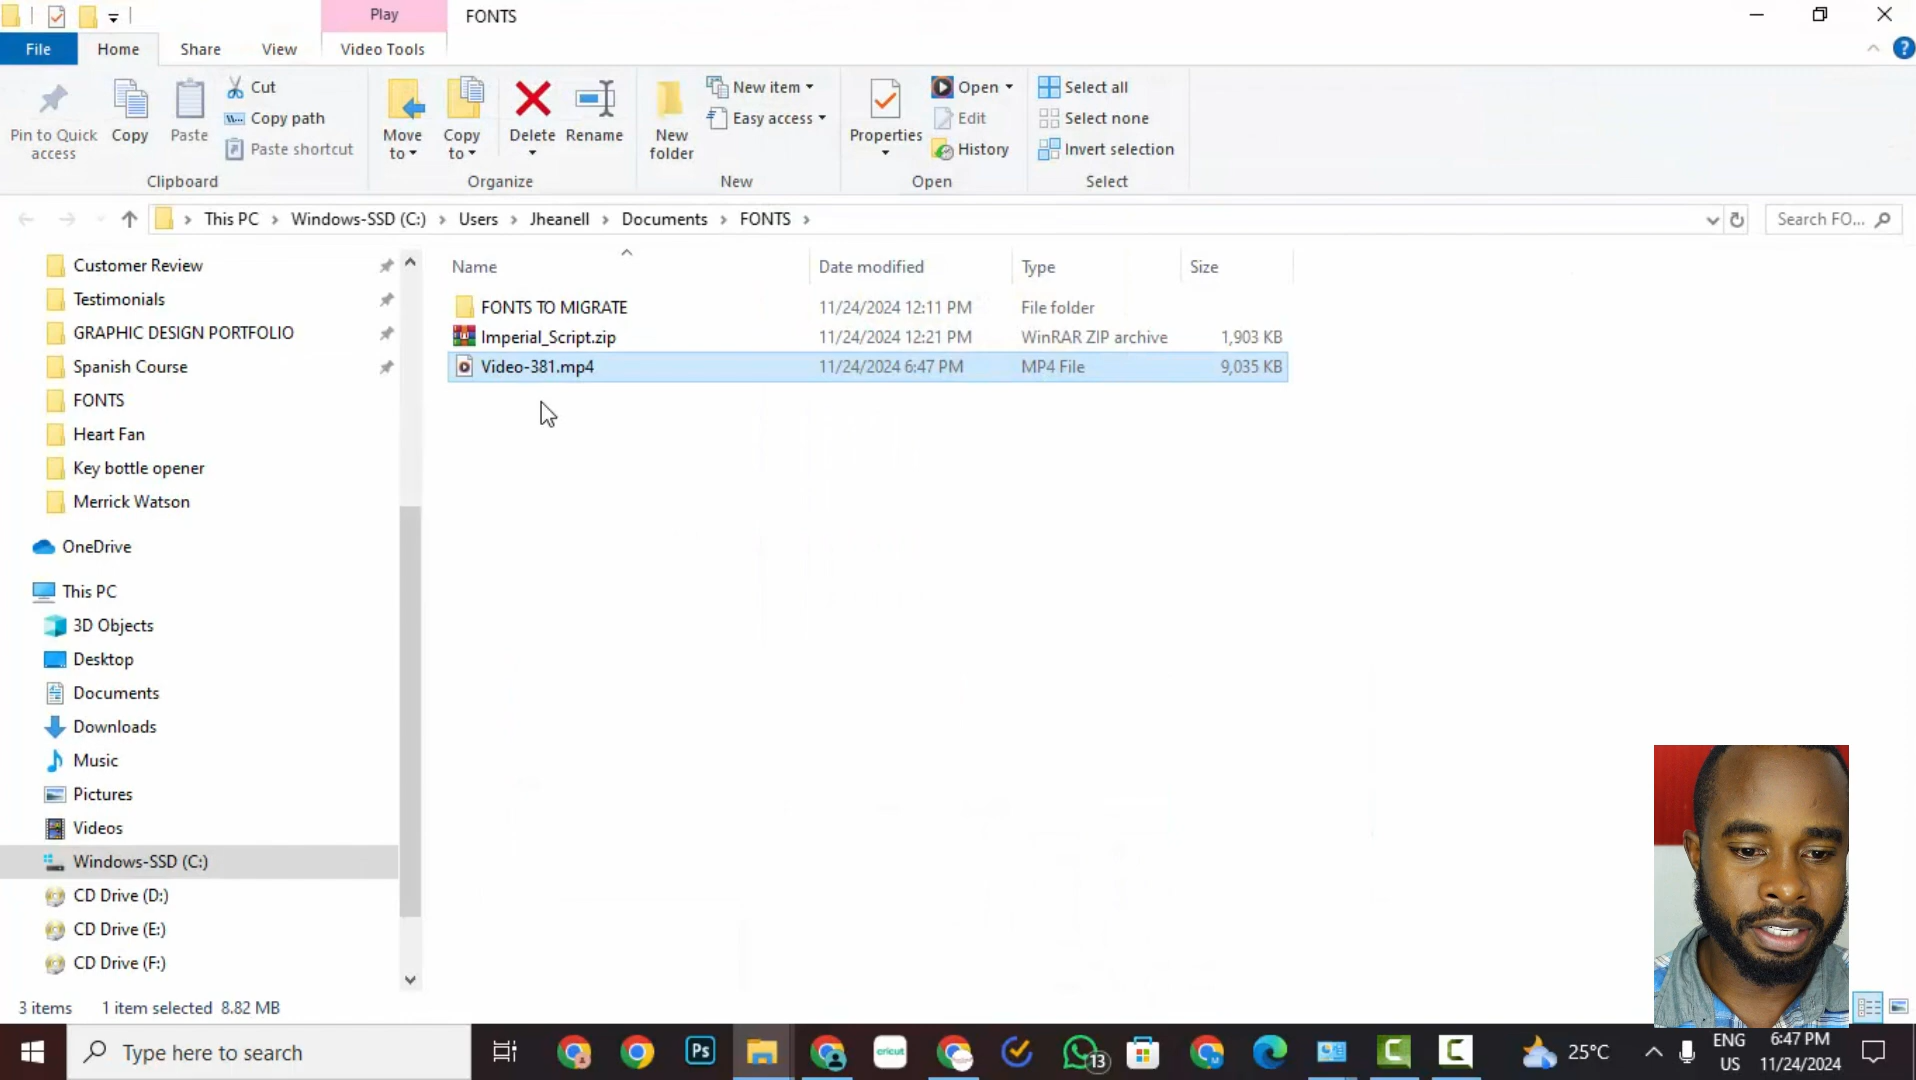 Play FONTS
File Home Share View Video Tools
Pin to Quick access
Copy
Paste
Cut
Copy path
Paste shortcut
Clipboard
Move to
Copy to
Delete
Rename
Organize
New folder
New item
Easy access
New
Properties
Open
Edit
History
Open
Select all
Select none
Invert selection
Select
This PC > Windows-SSD (C:) > Users > Jheanell > Documents > FONTS >
Search FO...
Customer Review
Testimonials
GRAPHIC DESIGN PORTFOLIO
Spanish Course
FONTS
Heart Fan
Key bottle opener
Merrick Watson
OneDrive
This PC
3D Objects
Desktop
Documents
Downloads
Music
Pictures
Videos
Windows-SSD (C:)
CD Drive (D:)
CD Drive (E:)
CD Drive (F:)
Name Date modified Type Size
FONTS TO MIGRATE 11/24/2024 12:11 PM File folder
Imperial_Script.zip 11/24/2024 12:21 PM WinRAR ZIP archive 1,903 KB
Video-381.mp4 11/24/2024 6:47 PM MP4 File 9,035 KB
3 items 1 item selected 8.82 MB
Type here to search
Ps
cricut
13
25°C
ENG
US
6:47 PM
11/24/2024